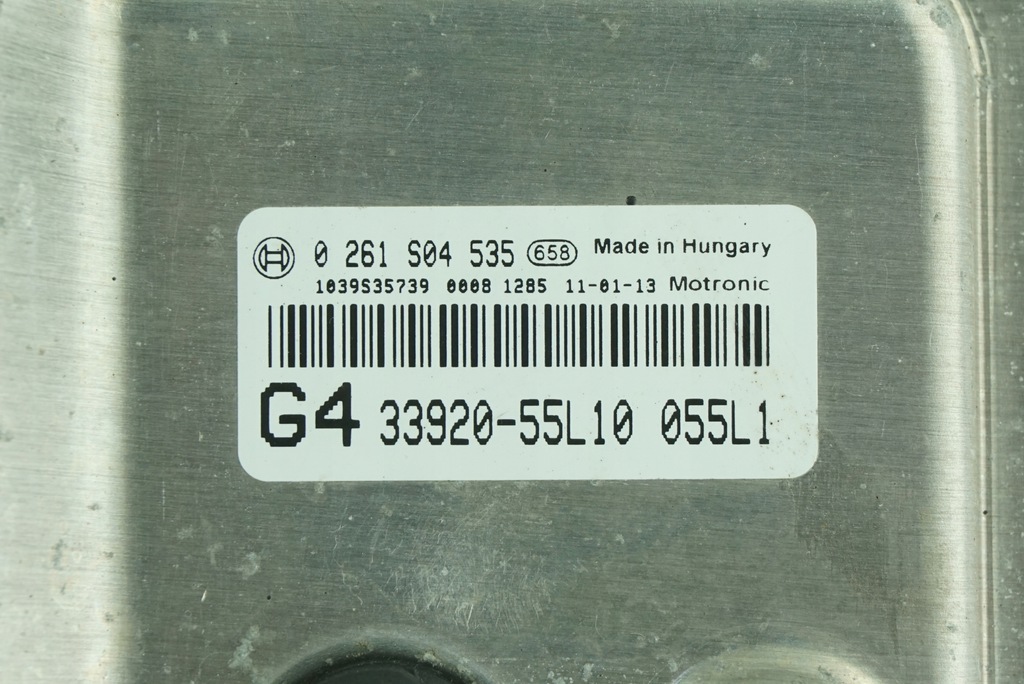 0 261 S04 535 658 Made in Hungary
1039S35739 0008 1285 11-01-13 Motronic
G4 33920-55L10 055L1